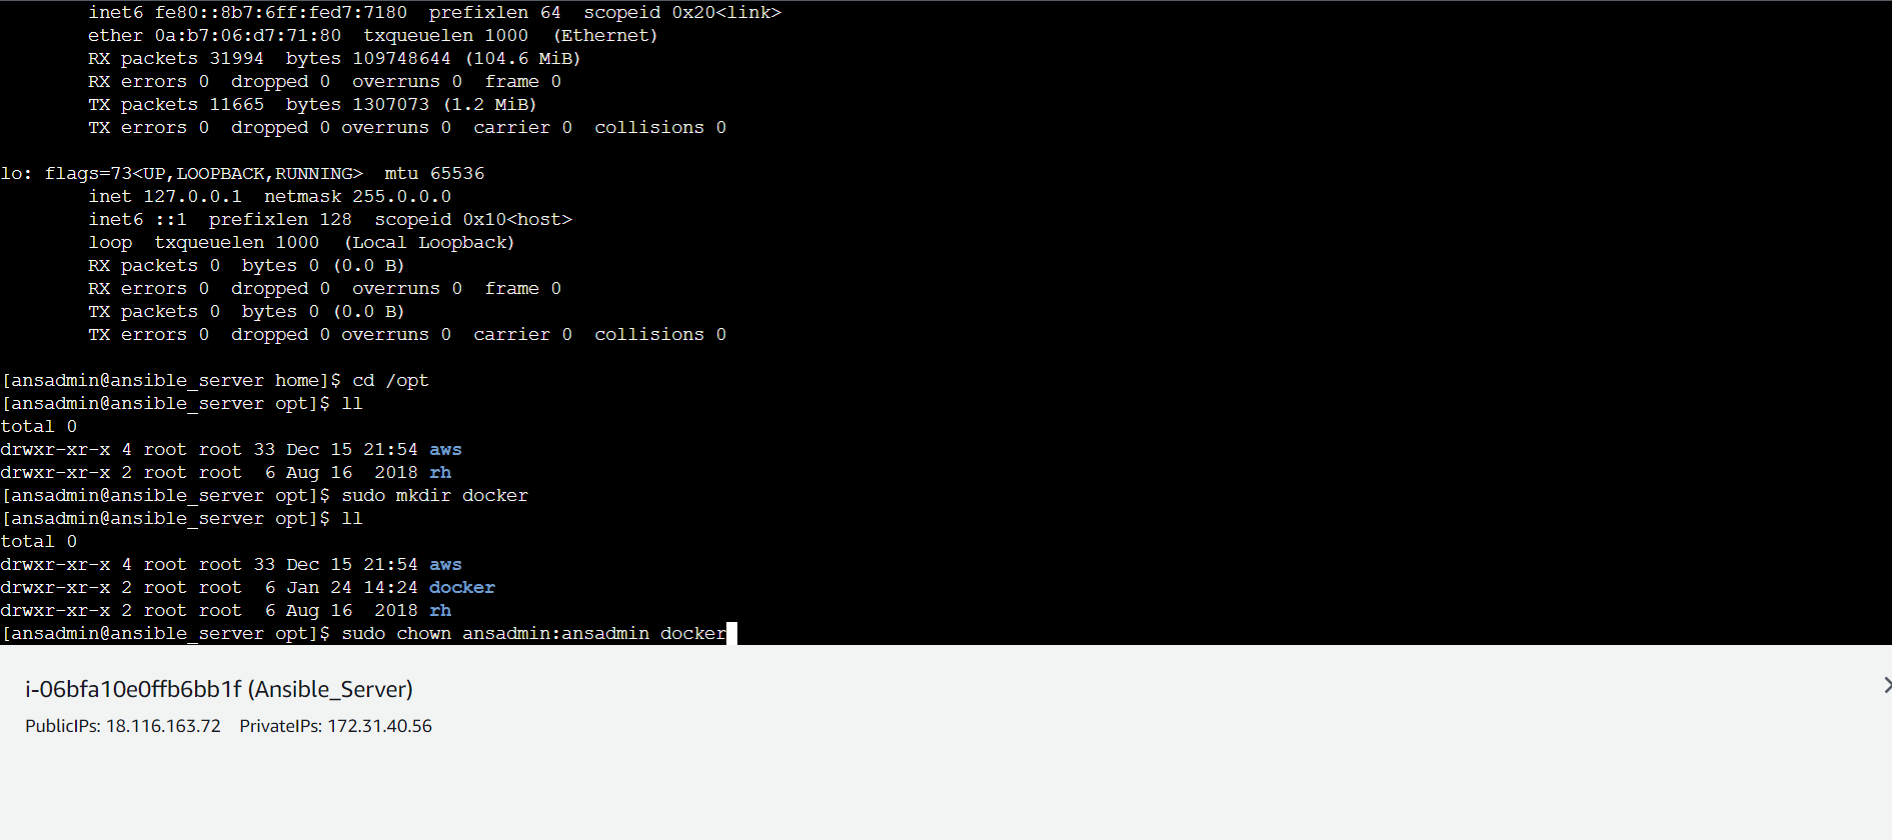 inet6 fe80::8b7:6ff:fed7:7180  prefixlen 64  scopeid 0x20<link>
ether 0a:b7:06:d7:71:80  txqueuelen 1000  (Ethernet)
RX packets 31994  bytes 109748644 (104.6 MiB)
RX errors 0  dropped 0  overruns 0  frame 0
TX packets 11665  bytes 1307073 (1.2 MiB)
TX errors 0  dropped 0 overruns 0  carrier 0  collisions 0
lo: flags=73<UP,LOOPBACK,RUNNING>  mtu 65536
inet 127.0.0.1  netmask 255.0.0.0
inet6 ::1  prefixlen 128  scopeid 0x10<host>
loop  txqueuelen 1000  (Local Loopback)
RX packets 0  bytes 0 (0.0 B)
RX errors 0  dropped 0  overruns 0  frame 0
TX packets 0  bytes 0 (0.0 B)
TX errors 0  dropped 0 overruns 0  carrier 0  collisions 0
[ansadmin@ansible_server home]$ cd /opt
[ansadmin@ansible_server opt]$ ll
total 0
drwxr-xr-x 4 root root 33 Dec 15 21:54 aws
drwxr-xr-x 2 root root  6 Aug 16  2018 rh
[ansadmin@ansible_server opt]$ sudo mkdir docker
[ansadmin@ansible_server opt]$ ll
total 0
drwxr-xr-x 4 root root 33 Dec 15 21:54 aws
drwxr-xr-x 2 root root  6 Jan 24 14:24 docker
drwxr-xr-x 2 root root  6 Aug 16  2018 rh
[ansadmin@ansible_server opt]$ sudo chown ansadmin:ansadmin docker
i-06bfa10e0ffb6bb1f (Ansible_Server)
PublicIPs: 18.116.163.72    PrivateIPs: 172.31.40.56